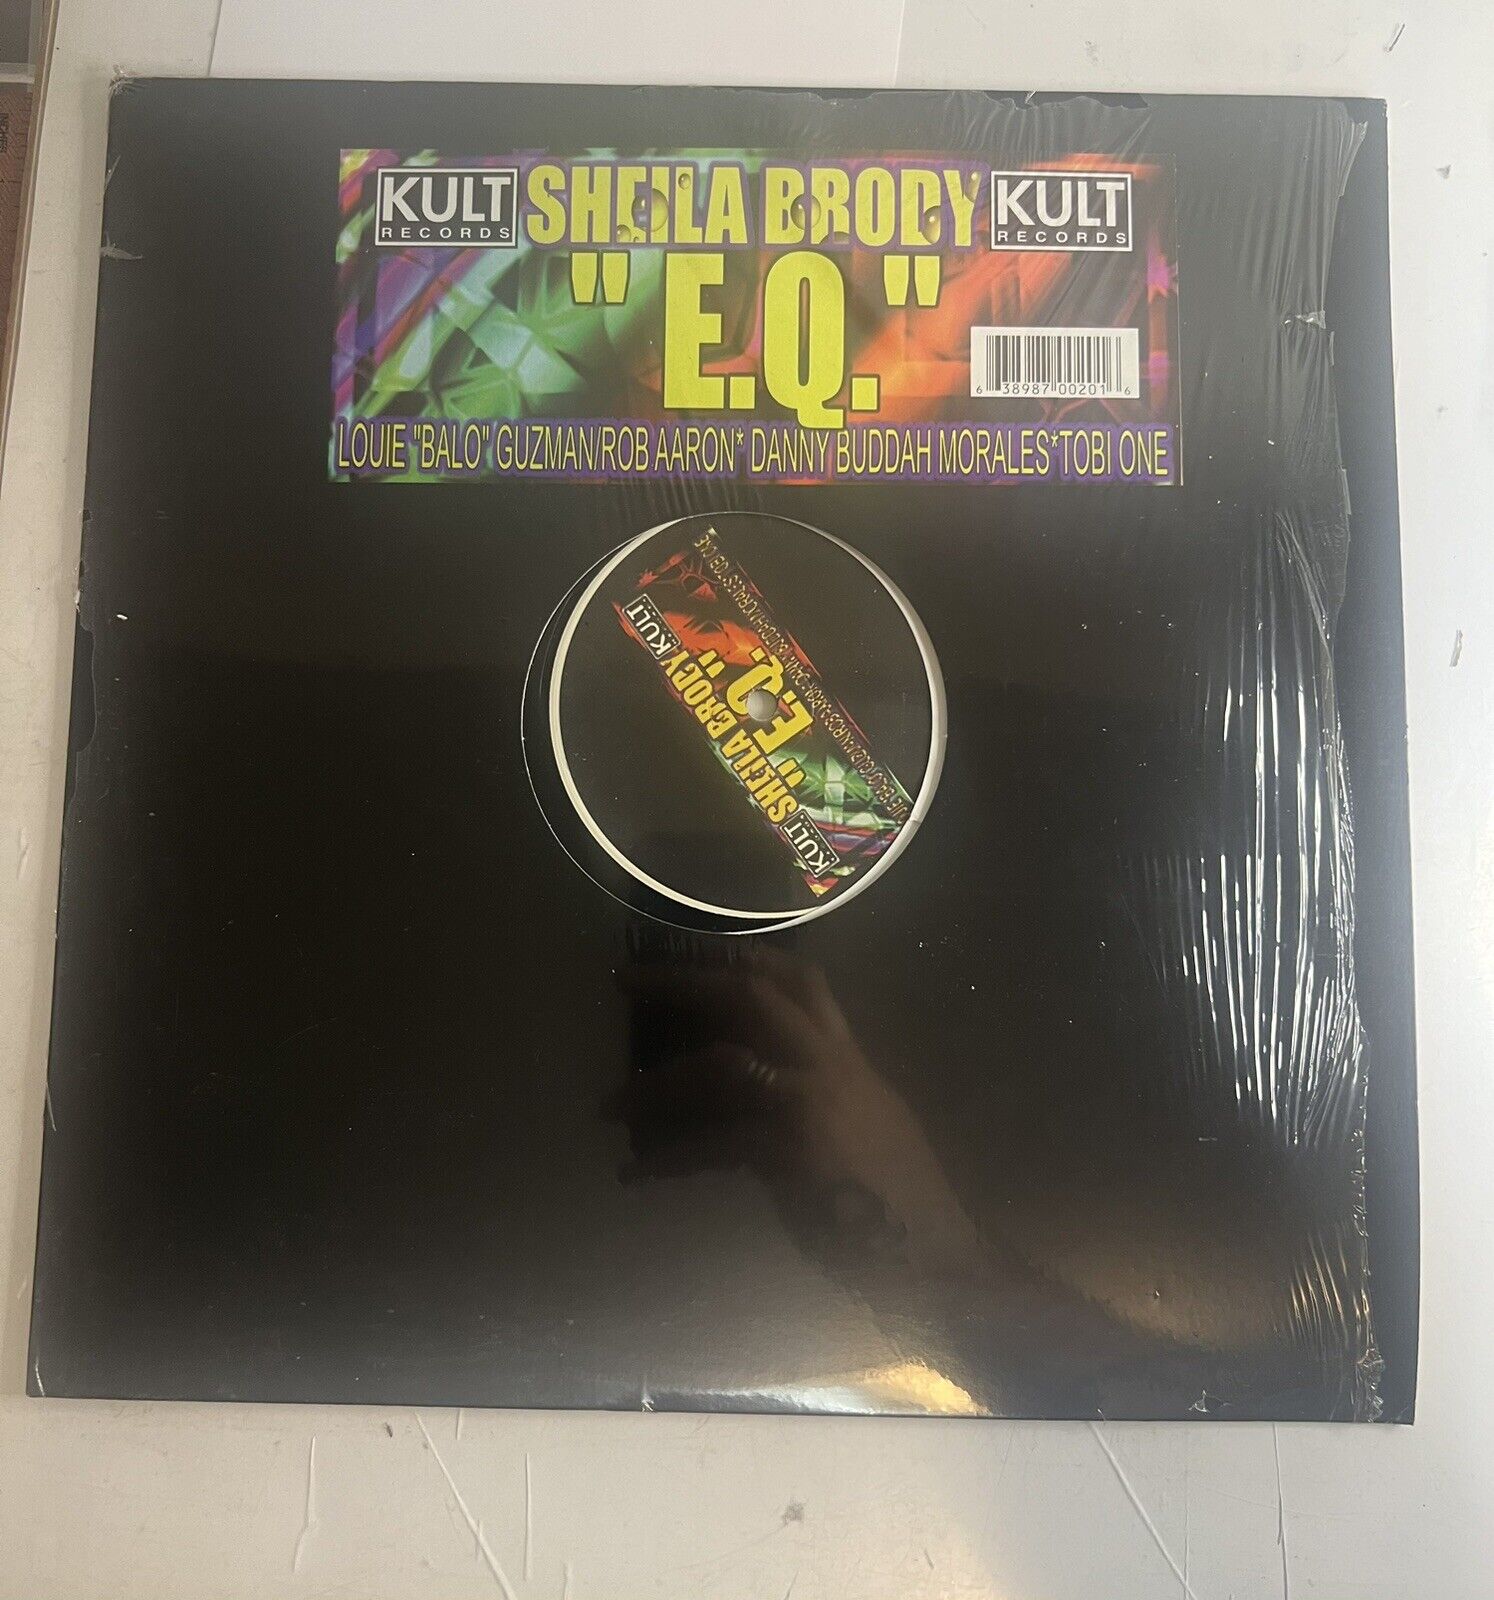 KULT RECORDS SHEILA BRODY KULT RECORDS
" E.Q. "
6 38987 00201 6
LOUIE "BALO" GUZMAN/ROB AARON* DANNY BUDDAH MORALES*TOBI ONE
KULT SHEILA BRODY KULT
" E.Q. "